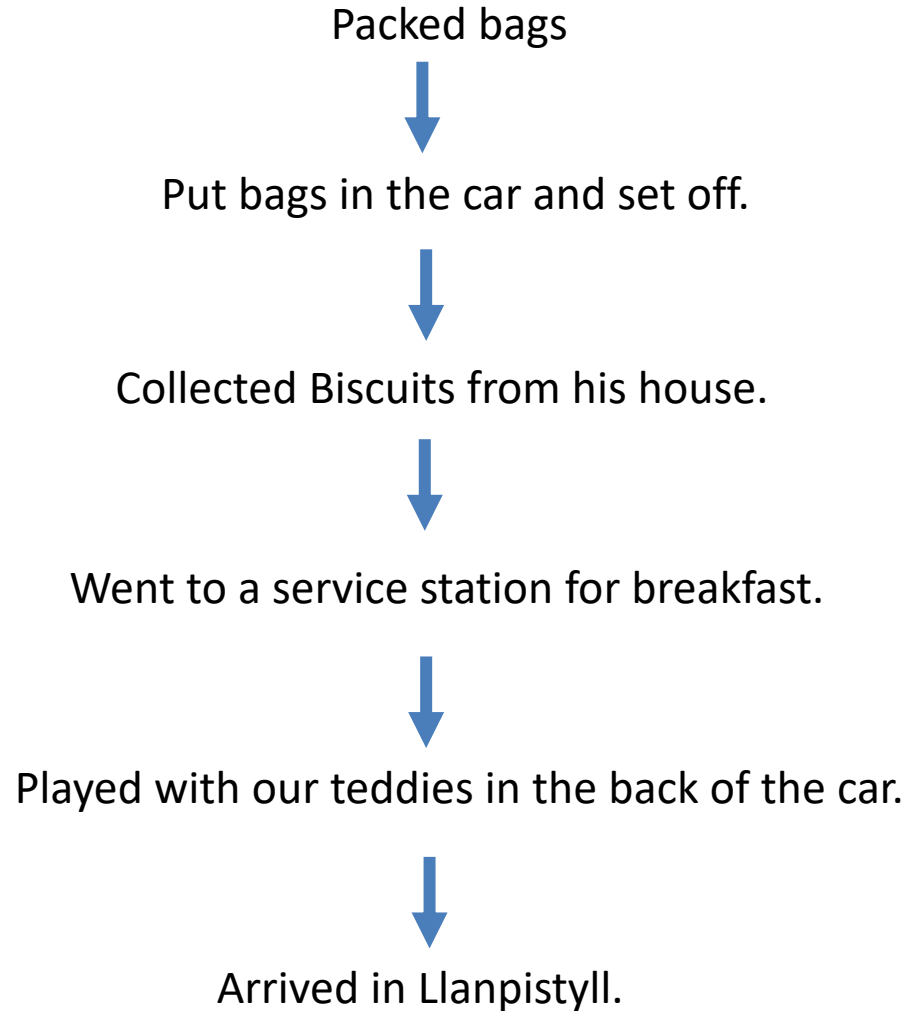 Packed bags
Put bags in the car and set off.
Collected Biscuits from his house.
Went to a service station for breakfast.
Played with our teddies in the back of the car.
Arrived in Llanpistyll.